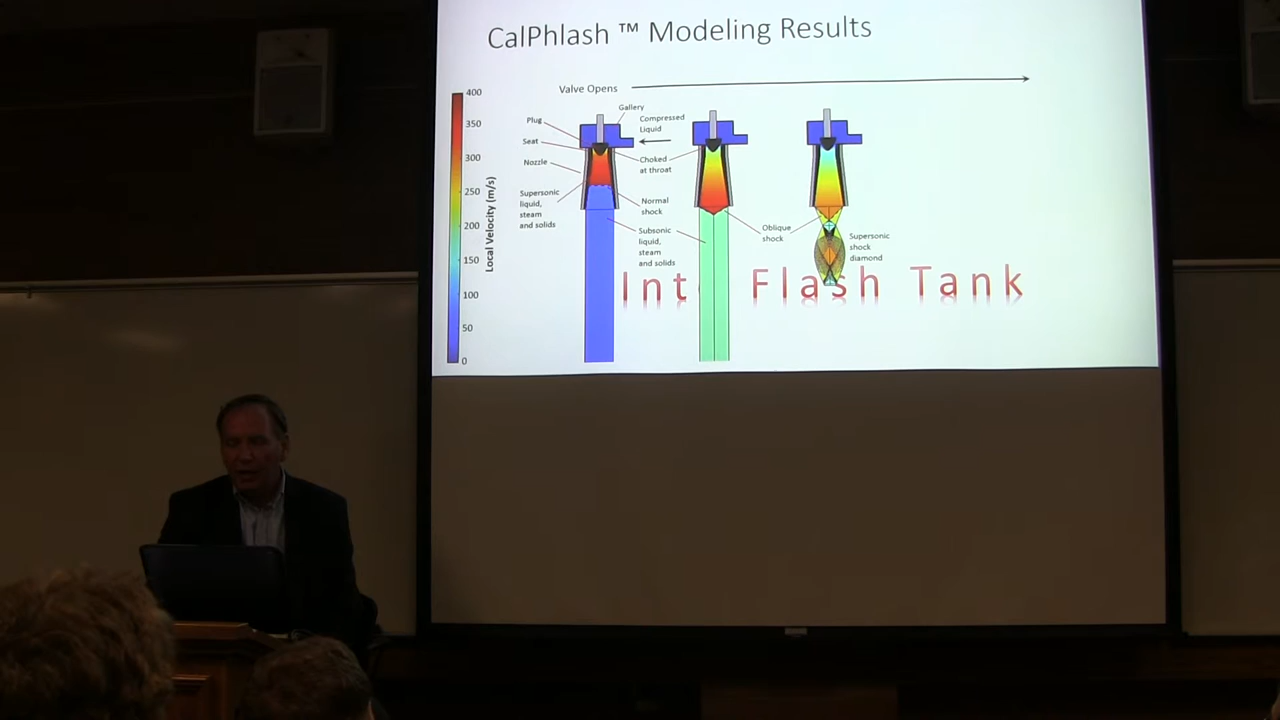 CalPhlash ™ Modeling Results
Valve Opens
400
350
300
250
200
150
100
50
0
Local Velocity (m/s)
Gallery
Plug
Compressed
Liquid
Seat
Nozzle
Choked
at throat
Supersonic
liquid,
steam
and solids
Normal
shock
Subsonic
liquid,
steam
and solids
Oblique
shock
Supersonic
shock
diamond
Int Flash Tank